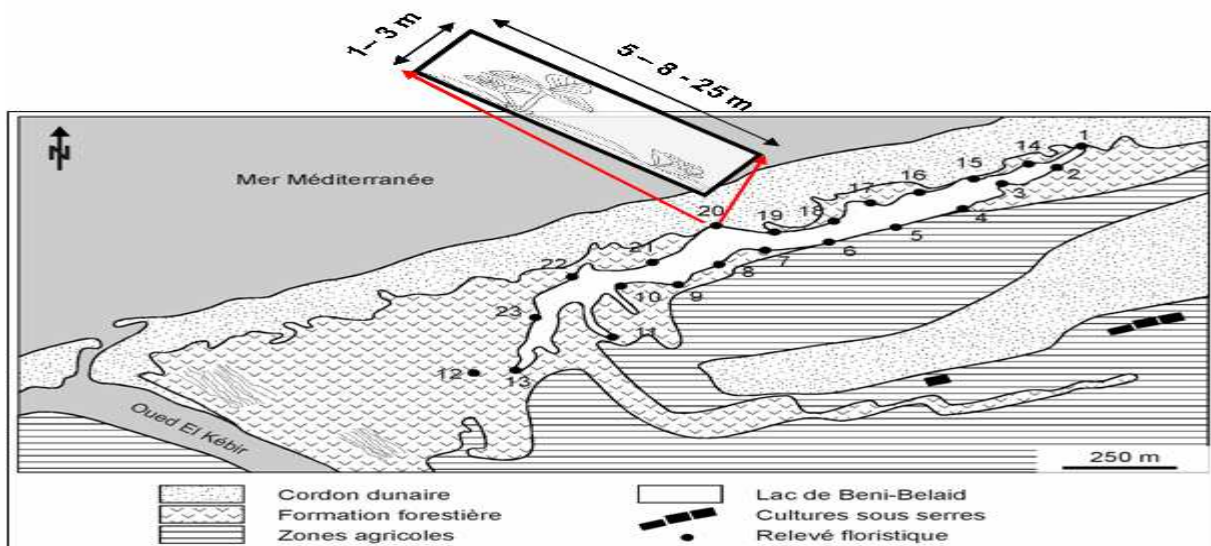 1 – 3 m
5 – 8 - 25 m
N
Mer Méditerranée
1
14
2
15
3
16
17
4
20
19
18
5
6
21
7
22
8
10
9
23
11
12
13
Oued El Kébir
250 m
Cordon dunaire
Lac de Beni-Belaid
Formation forestière
Cultures sous serres
Zones agricoles
Relevé floristique